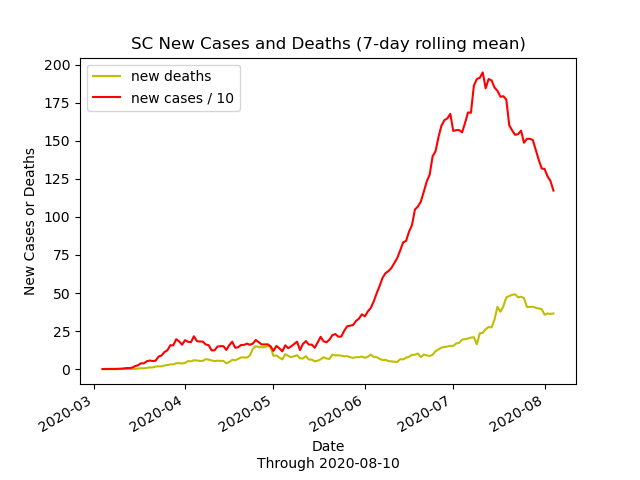 SC New Cases and Deaths (7-day rolling mean)
new deaths
new cases / 10
200
175
150
125
100
75
50
25
0
New Cases or Deaths
2020-03
2020-04
2020-05
2020-06
2020-07
2020-08
Date
Through 2020-08-10